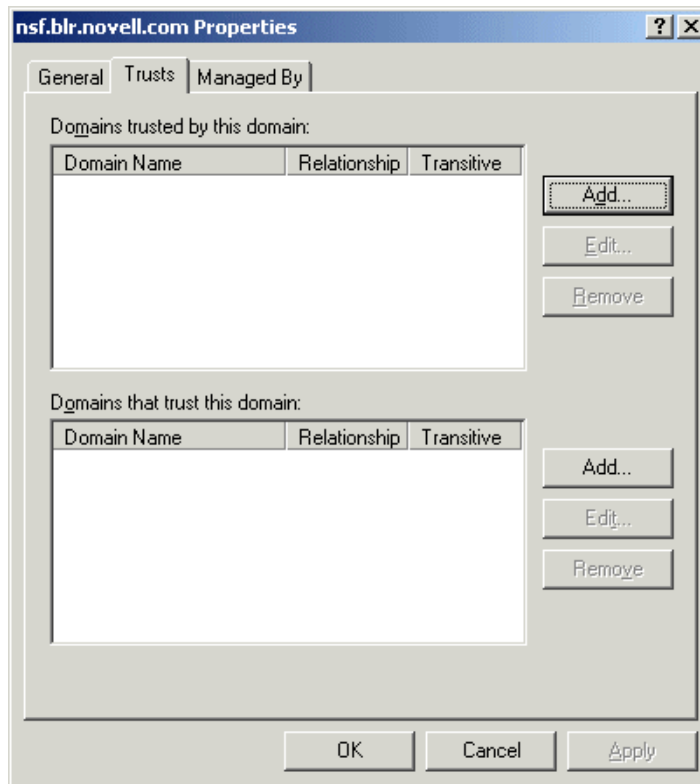 nsf.blr.novell.com Properties ? X
General Trusts Managed By
Domains trusted by this domain:
Domain Name Relationship Transitive
Add...
Edit...
Remove
Domains that trust this domain:
Domain Name Relationship Transitive
Add...
Edit...
Remove
OK Cancel Apply